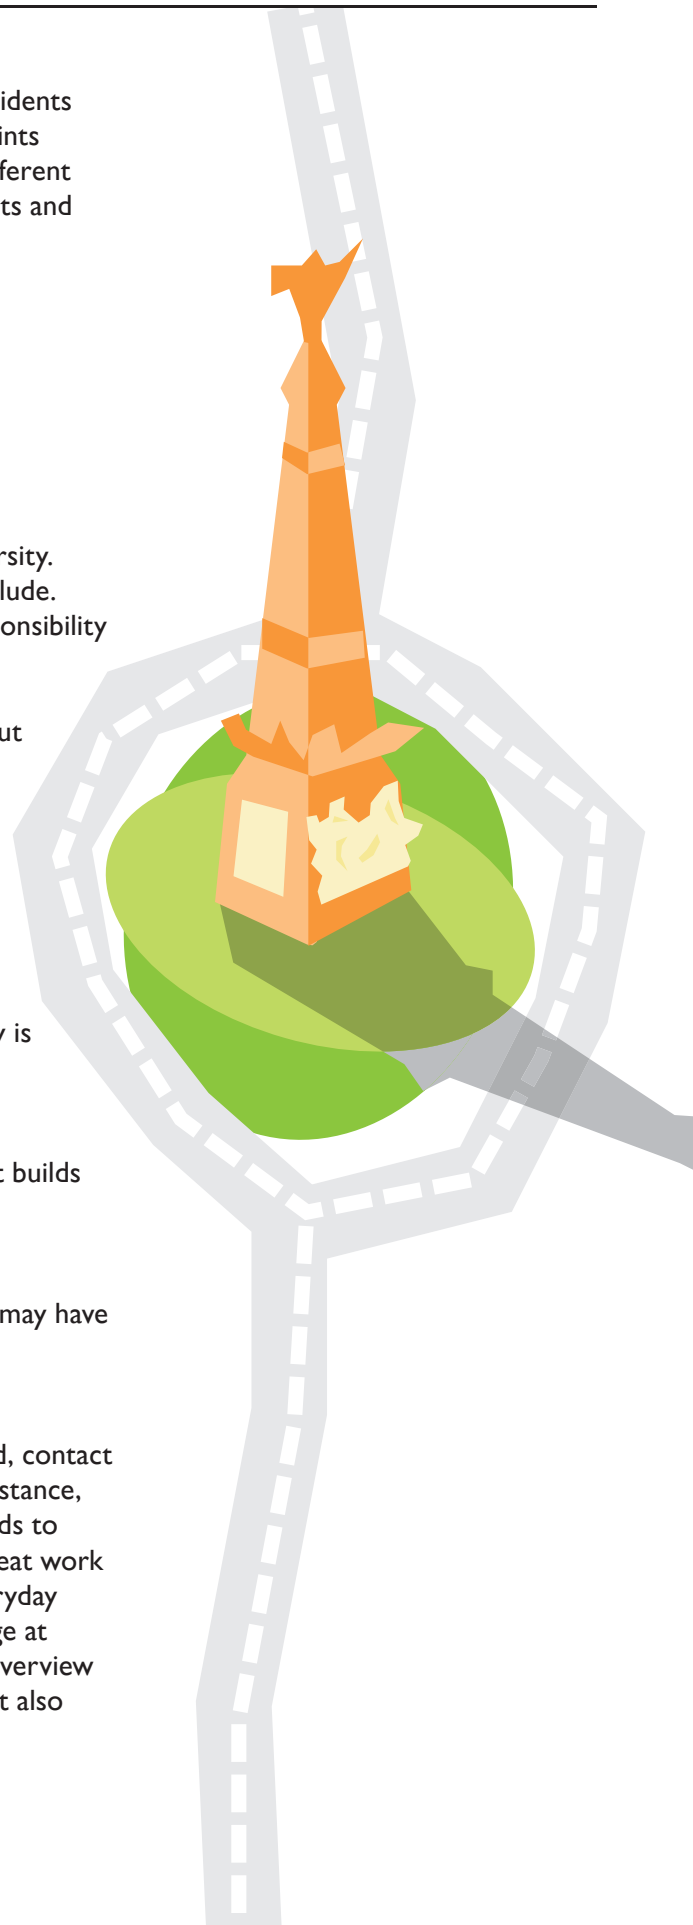 idents
ints
ferent
ts and
rsity.
lude.
onsibility
ut
y is
t builds
may have
d, contact
stance,
ds to
eat work
ryday
ge at
verview
t also